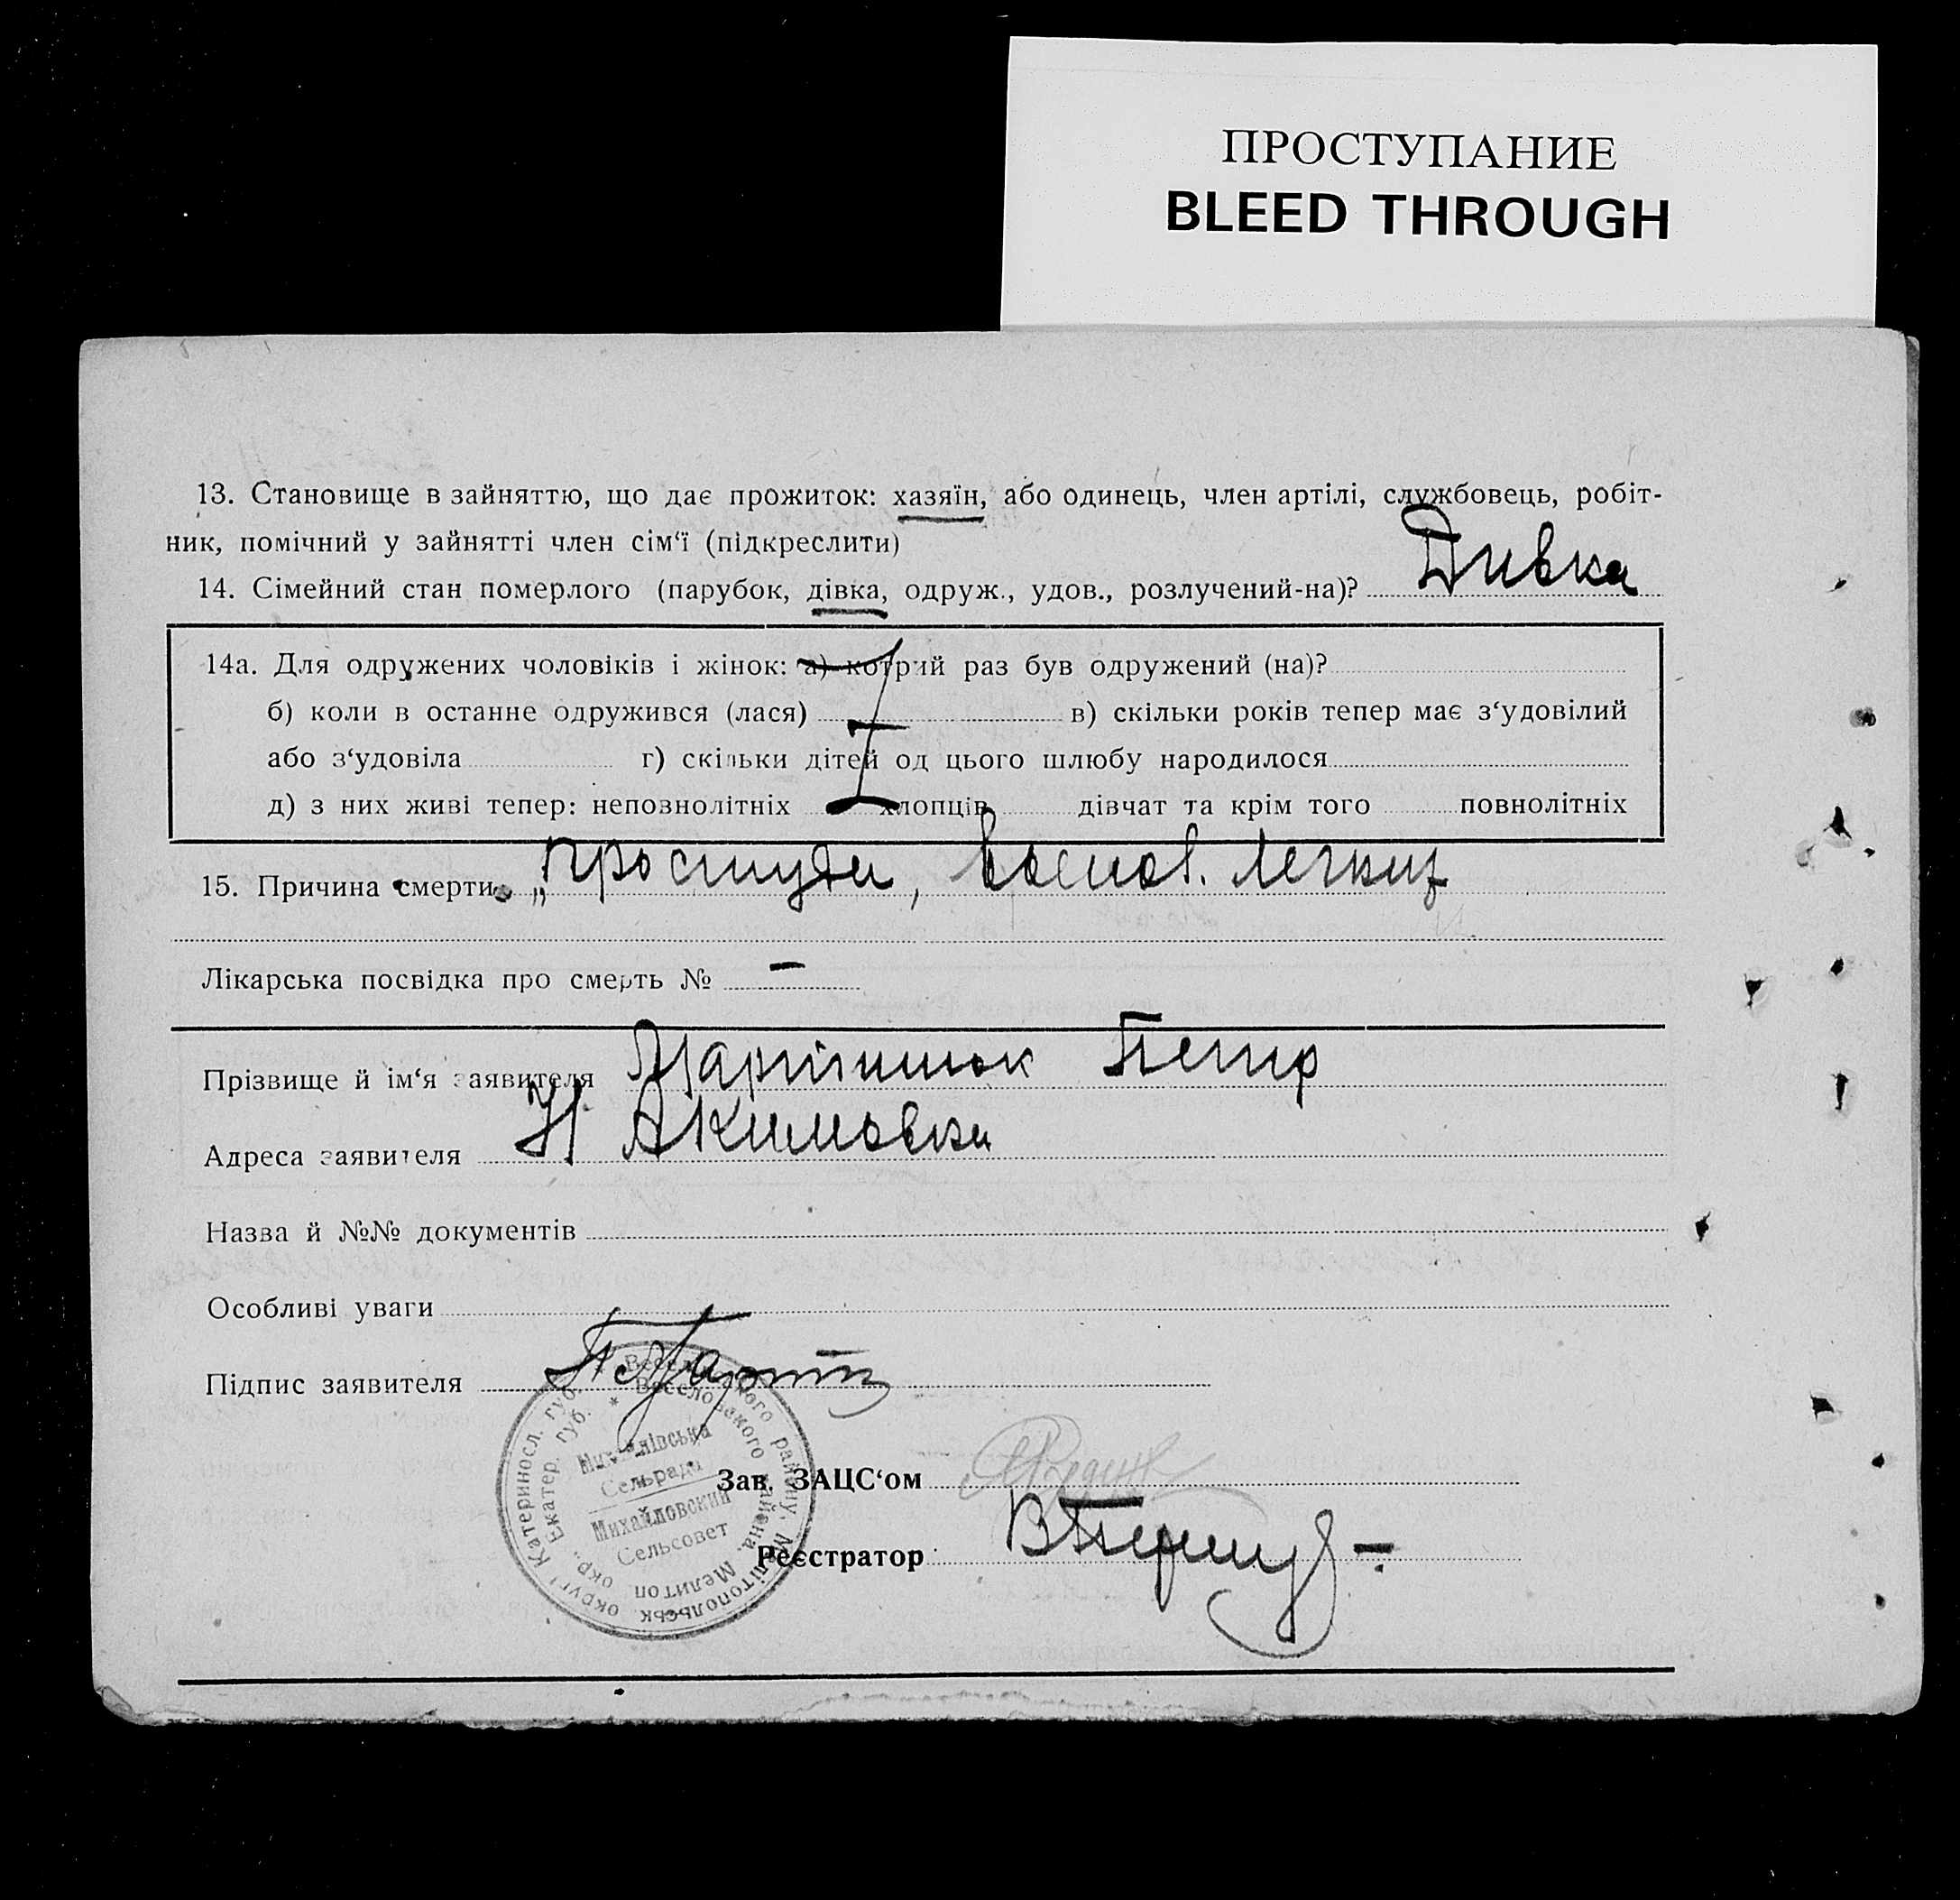 ПРОСТУПАНИЕ
BLEED THROUGH
13. Становище в зайняттю, що дає прожиток: хазяїн, або одинець, член артілі, службовець, робіт-
ник, помічний у зайнятті член сім‘ї (підкреслити)
14. Сімейний стан померлого (парубок, дівка, одруж., удов., розлучений-на)? Дивка
14а. Для одружених чоловіків і жінок: а) котрий раз був одружений (на)?
б) коли в останне одружився (лася) в) скільки років тепер має з‘удовілий
або з‘удовіла г) скільки дітей од цього шлюбу народилося
д) з них живі тепер: неповнолітніх хлопців дівчат та крім того повнолітніх
15. Причина смерти „простуда, воспол. легких
Лікарська посвідка про смерть № —
Прізвище й ім‘я заявителя Мартинюк Петр
Адреса заявителя Н Акимовка
Назва й №№ документів
Особливі уваги
Підпис заявителя
Михайлівська
Сельрада
Михайловский
Сельсовет
Зав. ЗАЦС‘ом
Реєстратор